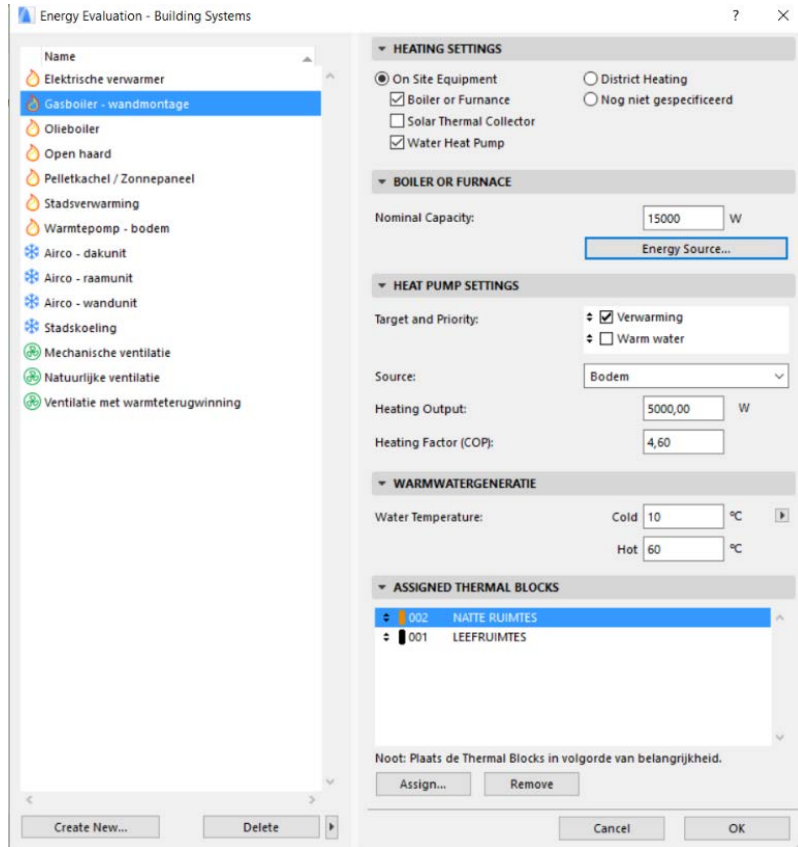 Energy Evaluation - Building Systems
Name
Elektrische verwarmer
Gasboiler - wandmontage
Olieboiler
Open haard
Pelletkachel / Zonnepaneel
Stadsverwarming
Warmtepomp - bodem
Airco - dakunit
Airco - raamunit
Airco - wandunit
Stadskoeling
Mechanische ventilatie
Natuurlijke ventilatie
Ventilatie met warmteterugwinning
Create New...
Delete
HEATING SETTINGS
On Site Equipment
District Heating
Boiler or Furnance
Nog niet gespecificeerd
Solar Thermal Collector
Water Heat Pump
BOILER OR FURNACE
Nominal Capacity: 15000 W
Energy Source...
HEAT PUMP SETTINGS
Target and Priority: Verwarming
Warm water
Source: Bodem
Heating Output: 5000,00 W
Heating Factor (COP): 4,60
WARMWATERGENERATIE
Water Temperature: Cold 10 °C
Hot 60 °C
ASSIGNED THERMAL BLOCKS
002 NATTE RUIMTES
001 LEEFRUIMTES
Noot: Plaats de Thermal Blocks in volgorde van belangrijkheid.
Assign... Remove
Cancel OK